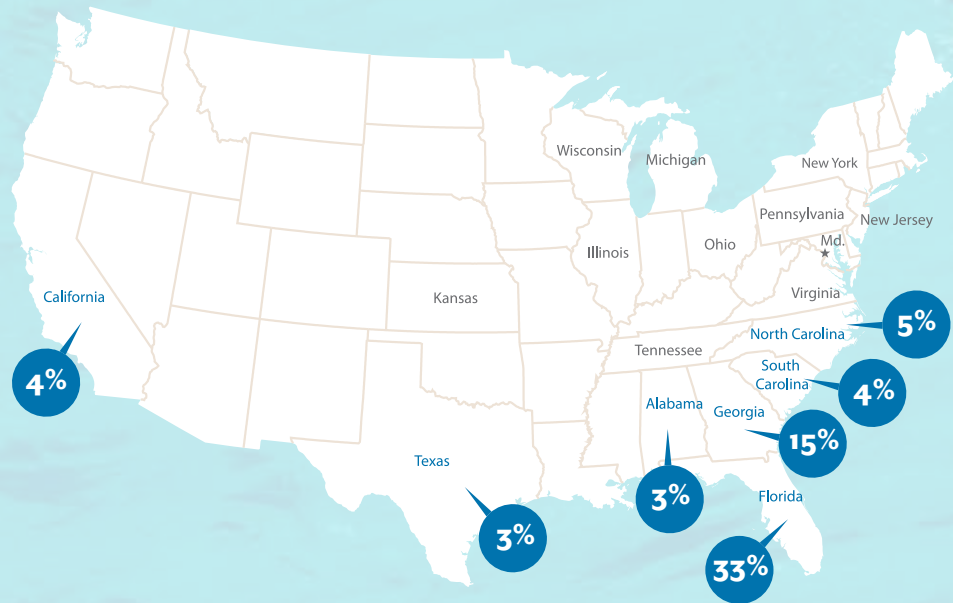 Wisconsin
Michigan
New York
Pennsylvania
New Jersey
Md.
Ohio
Illinois
Virginia
California
Kansas
5%
North Carolina
Tennessee
South
Carolina
4%
4%
Alabama
Georgia
15%
Texas
3%
Florida
3%
33%